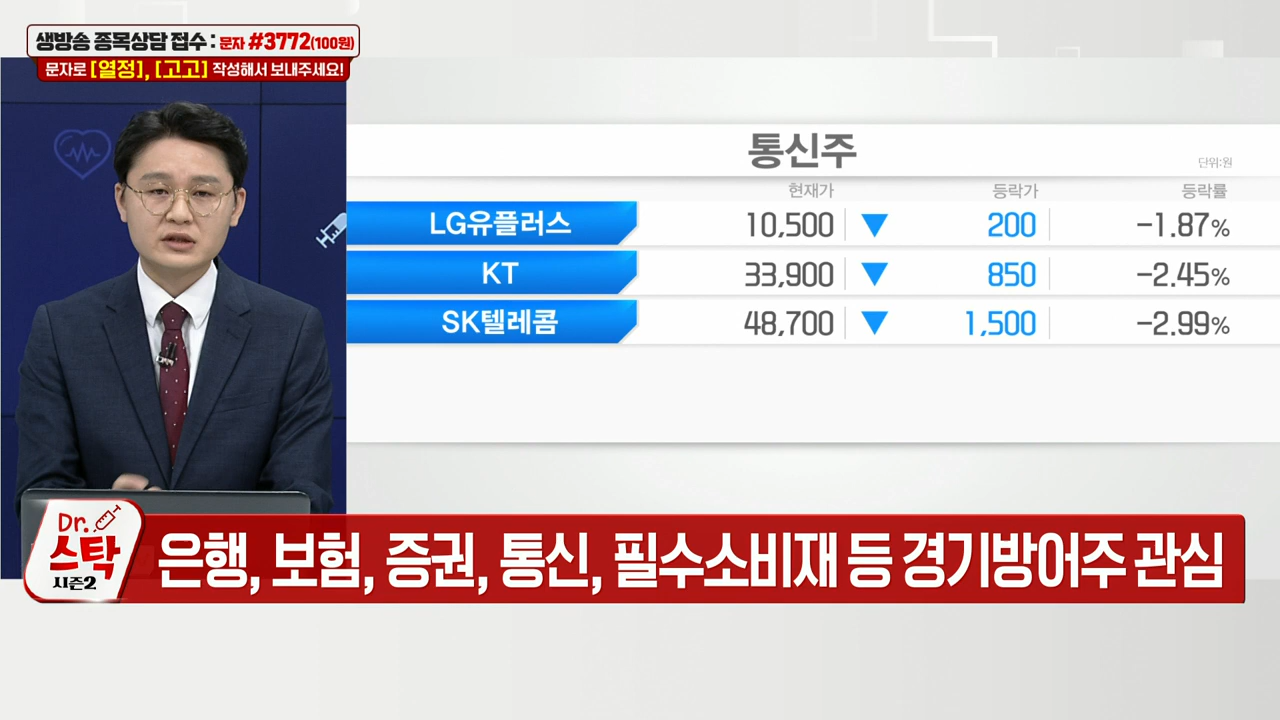 생방송 종목상담 접수 : 문자 #3772(100원)
문자로 [열정], [고고] 작성해서 보내주세요!
통신주
단위:원
현재가 등락가 등락률
LG유플러스 10,500 ▼ 200 -1.87%
KT 33,900 ▼ 850 -2.45%
SK텔레콤 48,700 ▼ 1,500 -2.99%
Dr.
스탁
시즌2
은행, 보험, 증권, 통신, 필수소비재 등 경기방어주 관심